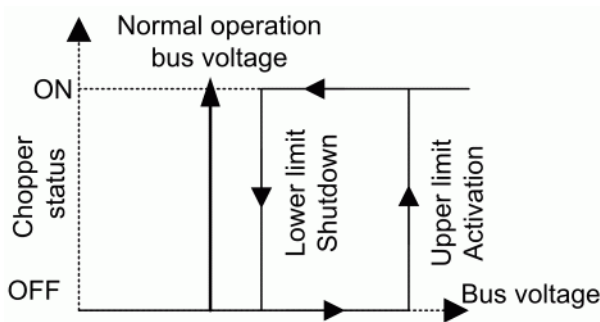 Normal operation
bus voltage
ON
Chopper
status
Lower limit
Shutdown
Upper limit
Activation
OFF
Bus voltage